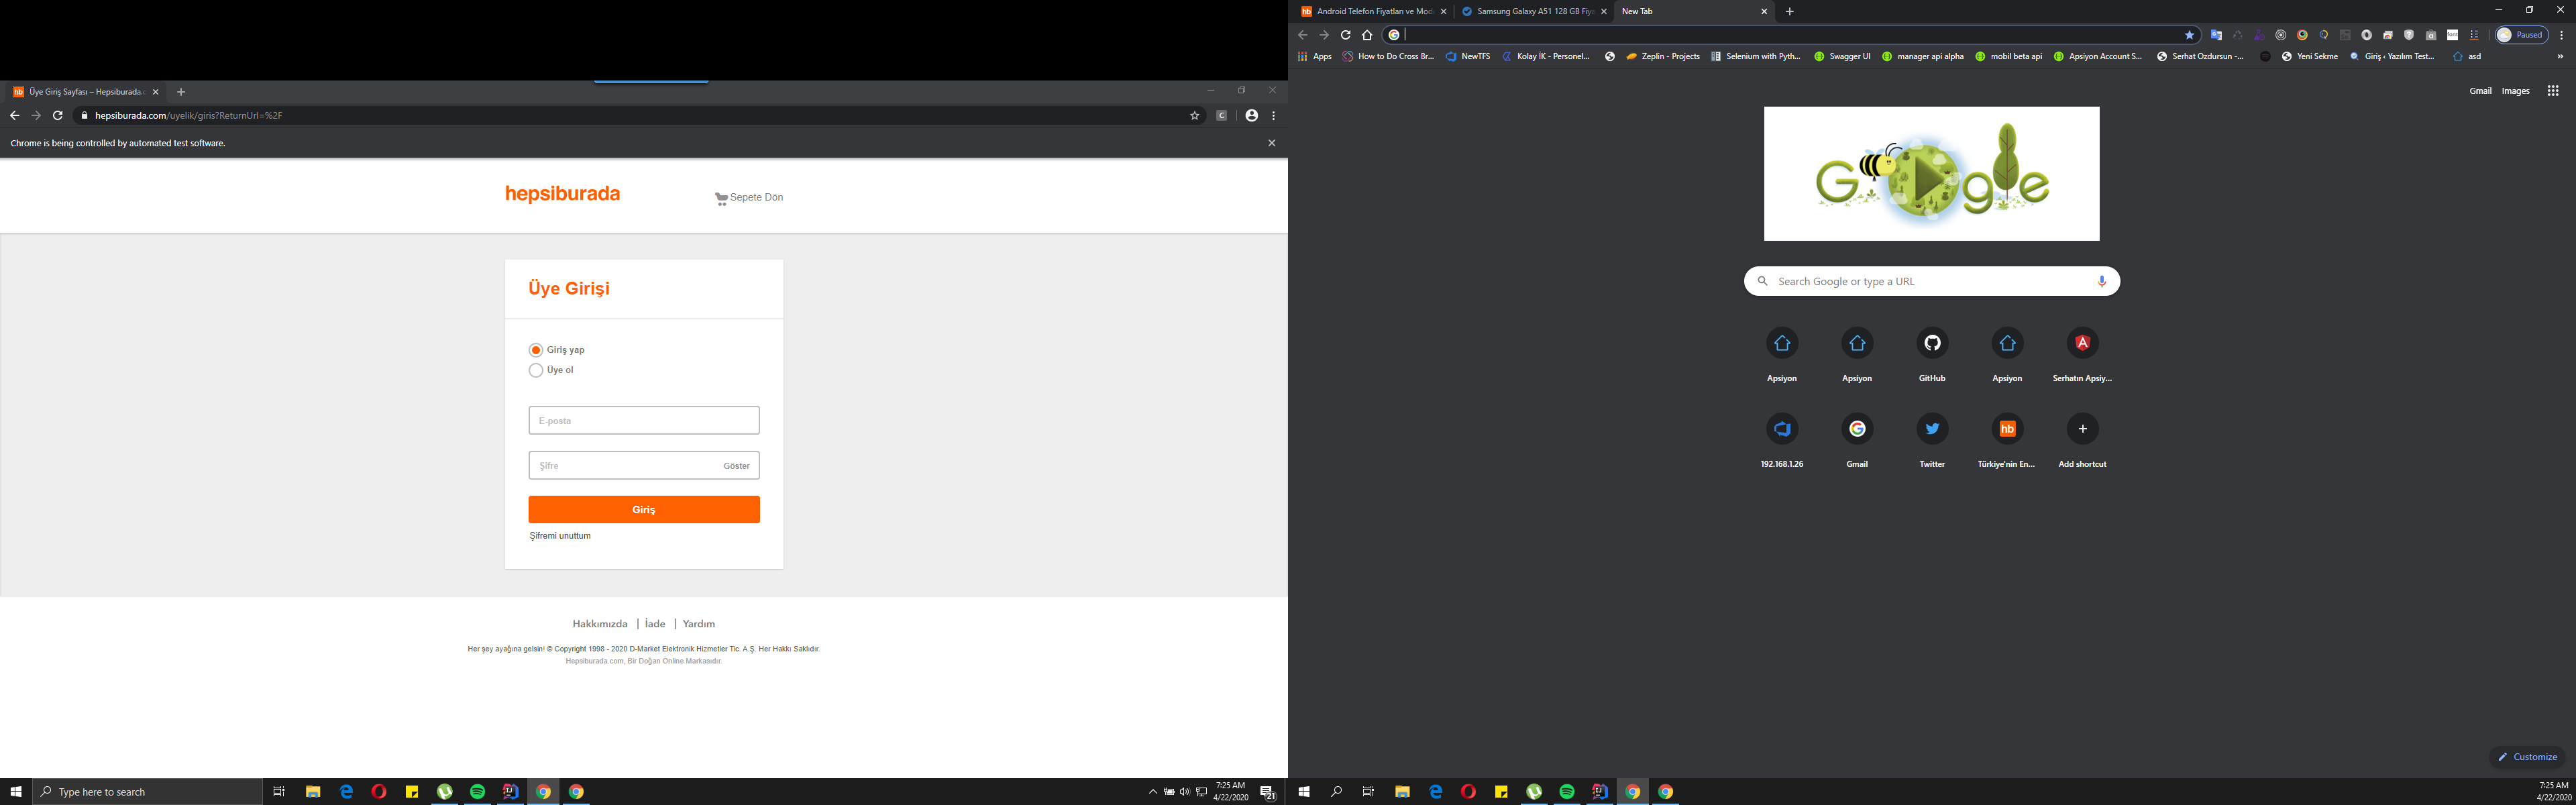 Üye Giriş Sayfası – Hepsiburada.c
hepsiburada.com/uyelik/giris?ReturnUrl=%2F
Chrome is being controlled by automated test software.
hepsiburada
Sepete Dön
Üye Girişi
Giriş yap
Üye ol
E-posta
Şifre
Göster
Giriş
Şifremi unuttum
Hakkımızda | İade | Yardım
Her şey ayağına gelsin! © Copyright 1998 - 2020 D-Market Elektronik Hizmetler Tic. A.Ş. Her Hakkı Saklıdır.
Hepsiburada.com, Bir Doğan Online Markasıdır.
Type here to search
7:25 AM
4/22/2020
21
hb Android Telefon Fiyatları ve Mod
Samsung Galaxy A51 128 GB Fiya
New Tab
Paused
Apps
How to Do Cross Br...
NewTFS
Kolay İK - Personel...
Zeplin - Projects
Selenium with Pyth...
Swagger UI
manager api alpha
mobil beta api
Apsiyon Account S...
Serhat Ozdursun -...
Yeni Sekme
Giriş ‹ Yazılım Test...
asd
Gmail
Images
Google
Search Google or type a URL
Apsiyon
Apsiyon
GitHub
Apsiyon
Serhatın Apsiy...
hb
192.168.1.26
Gmail
Twitter
Türkiye'nin En...
Add shortcut
Customize
7:25 AM
4/22/2020